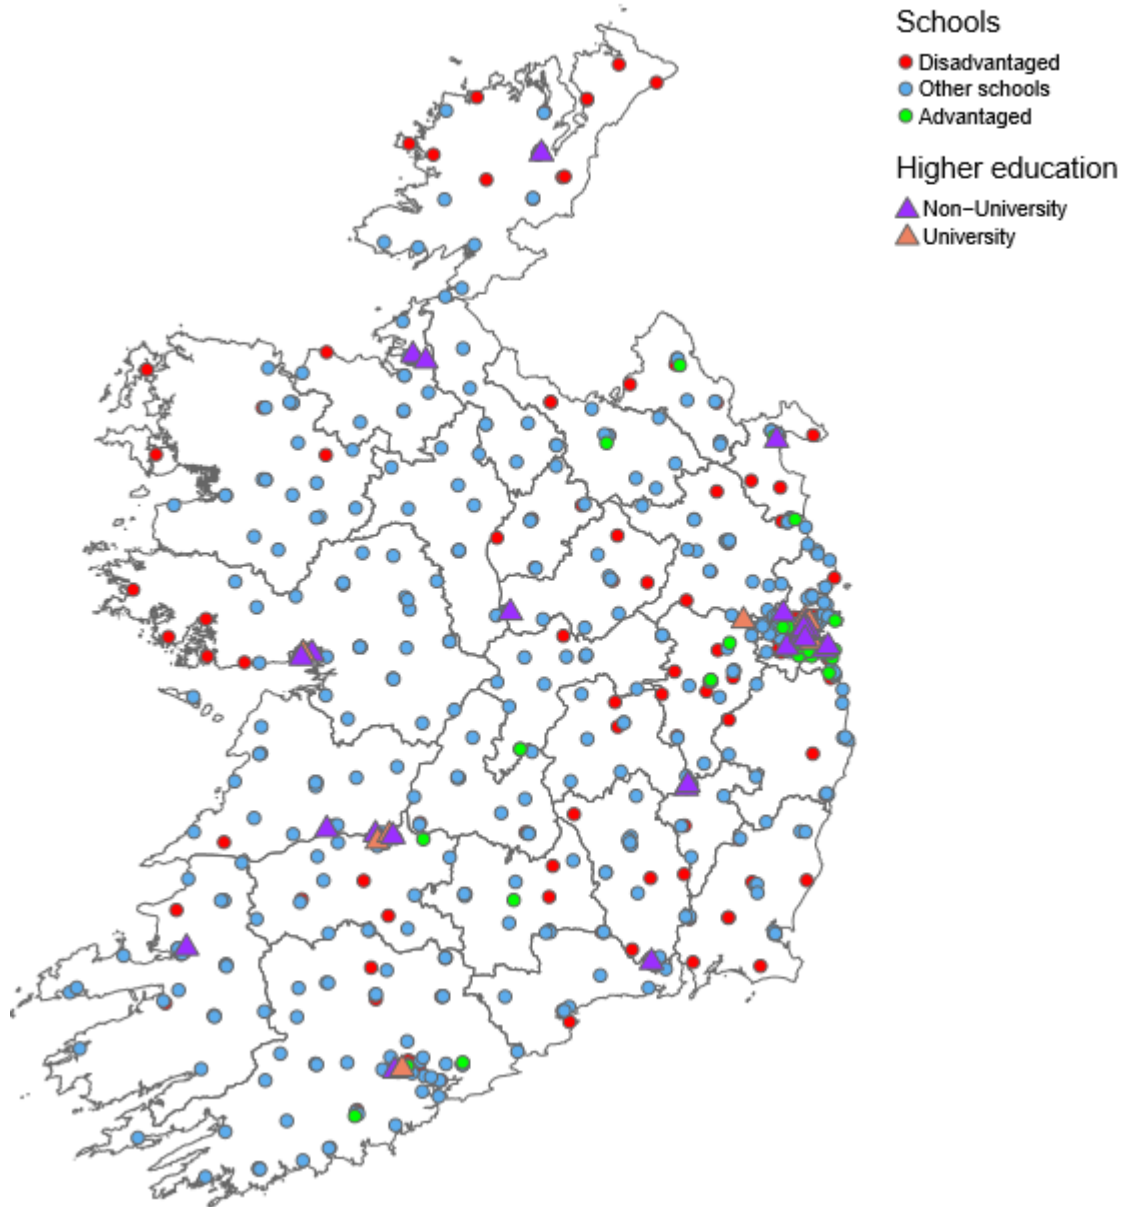 Schools
Disadvantaged
Other schools
Advantaged
Higher education
Non−University
University